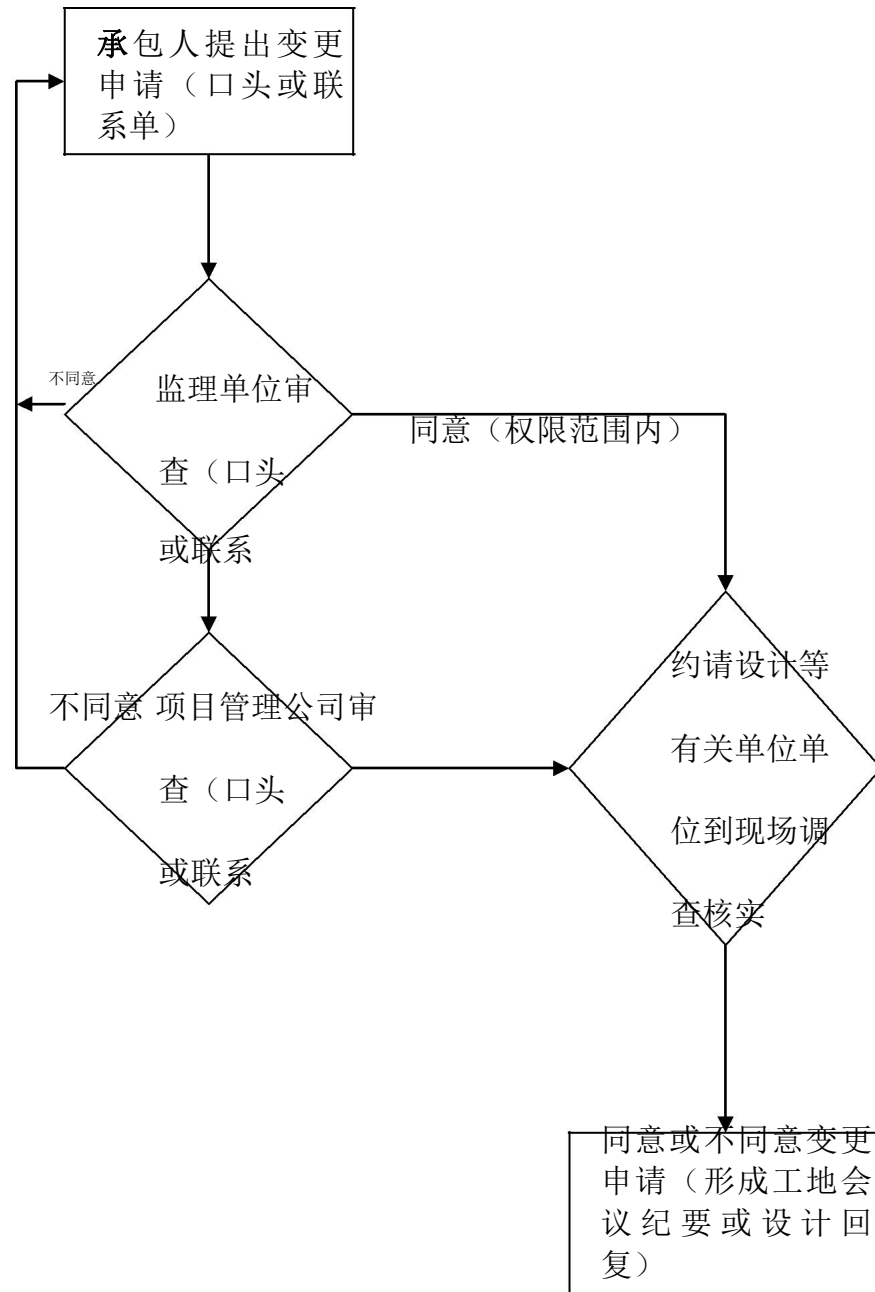 承包人提出变更
申请（口头或联
系单）
不同意
监理单位审
查（口头
或联系
同意（权限范围内）
不同意 项目管理公司审
查（口头
或联系
约请设计等
有关单位单
位到现场调
查核实
同意或不同意变更
申请（形成工地会
议纪要或设计回
复）